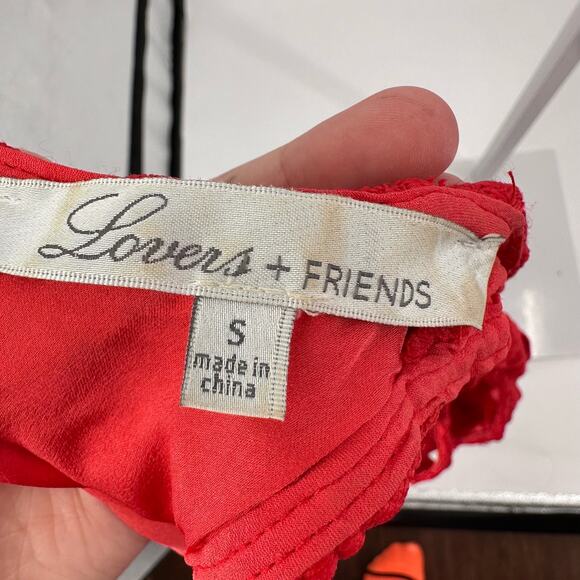 Lovers + FRIENDS
S
made in
china